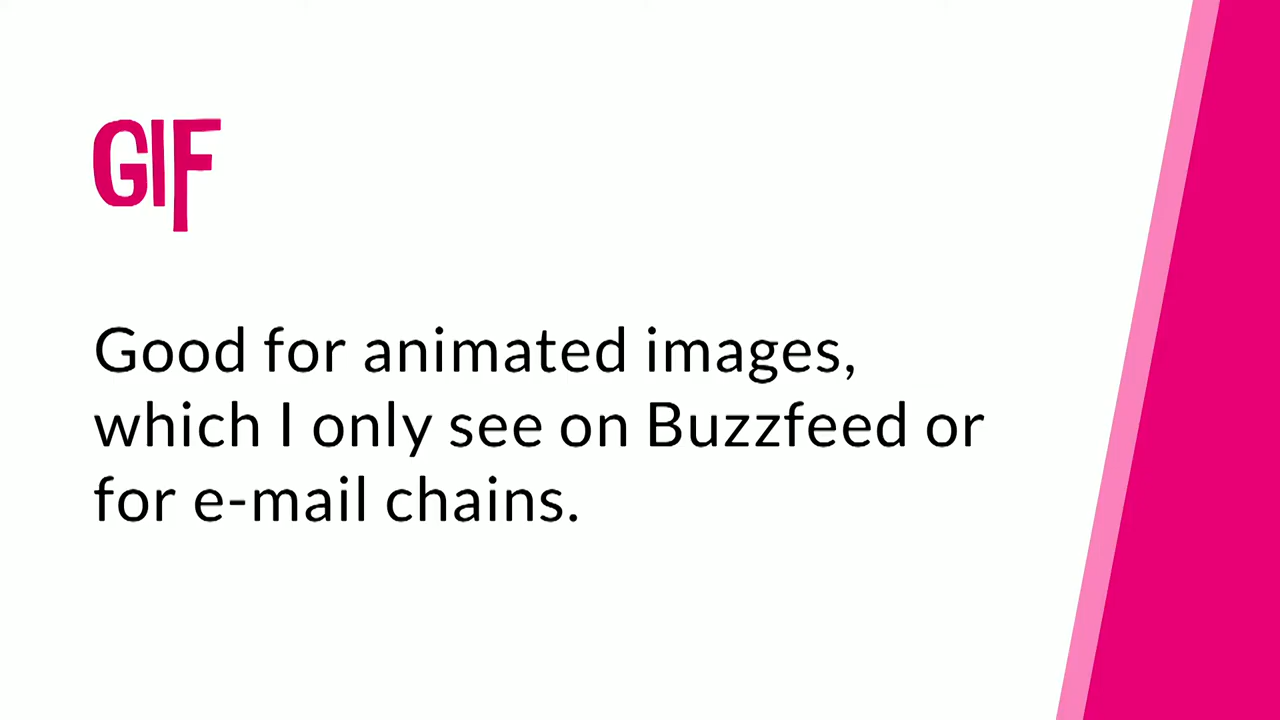 GIF
Good for animated images,
which I only see on Buzzfeed or
for e-mail chains.